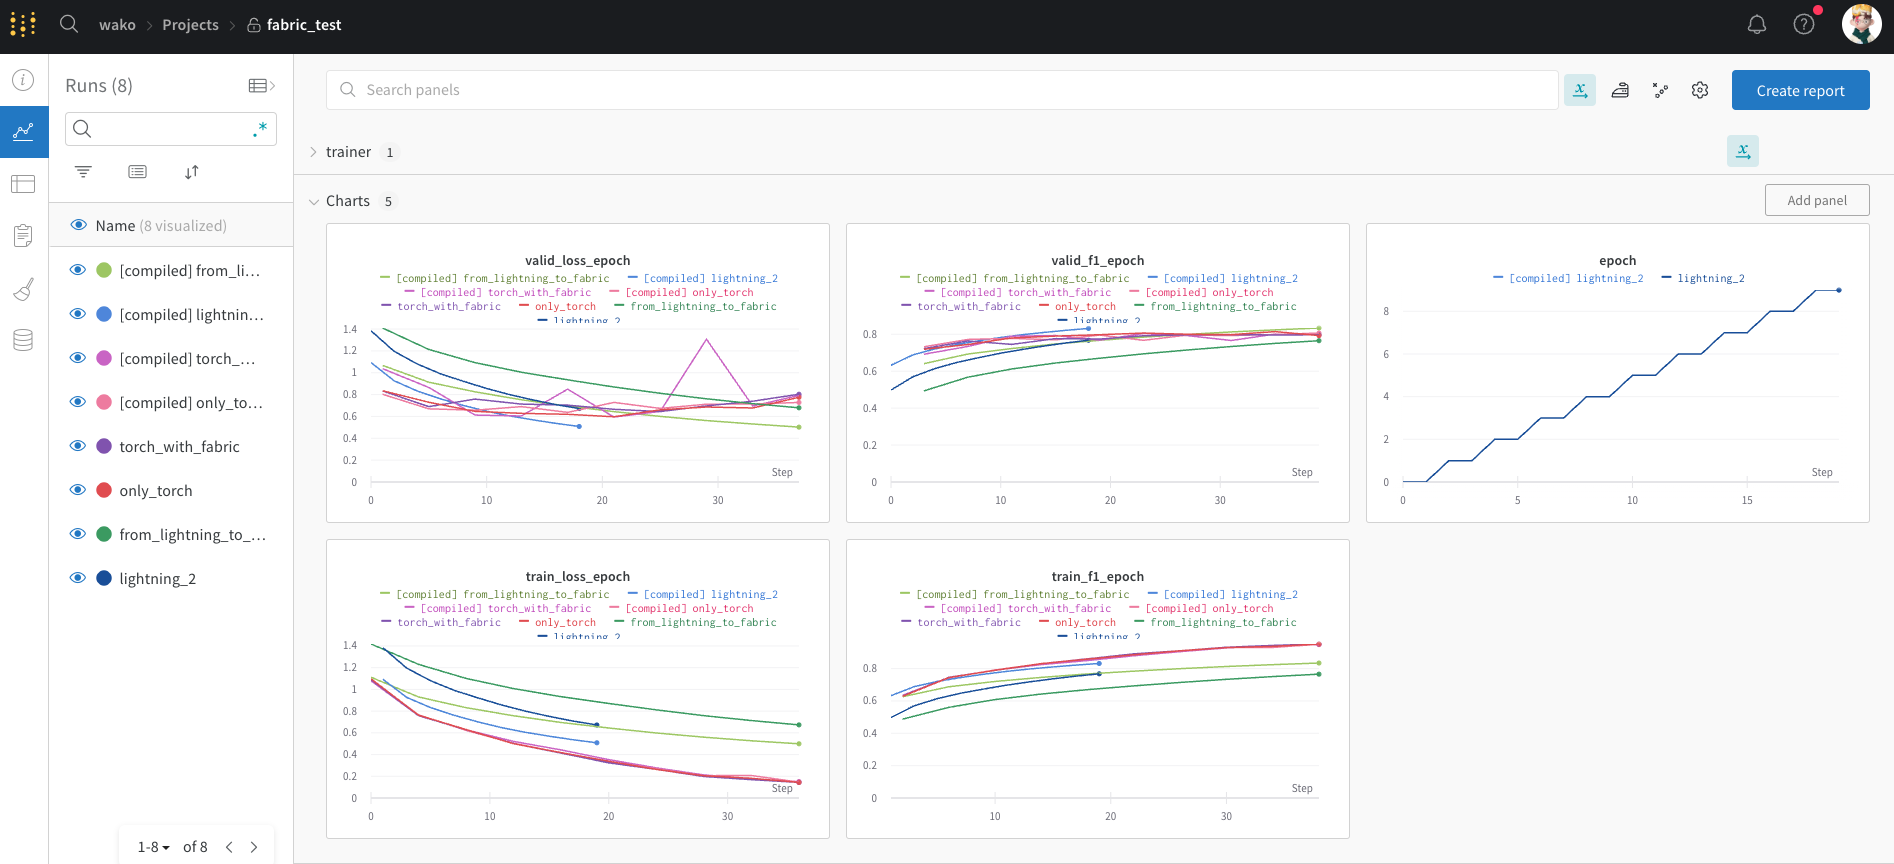 wako > Projects > fabric_test
Runs (8)
.*
Name (8 visualized)
[compiled] from_li...
[compiled] lightnin...
[compiled] torch_...
[compiled] only_to...
torch_with_fabric
only_torch
from_lightning_to_...
lightning_2
1-8 of 8
Search panels
Create report
trainer 1
Charts 5
Add panel
valid_loss_epoch
[compiled] from_lightning_to_fabric [compiled] lightning_2
[compiled] torch_with_fabric [compiled] only_torch
torch_with_fabric only_torch from_lightning_to_fabric
lightning_2
1.4
1.2
1
0.8
0.6
0.4
0.2
0
Step
0 10 20 30
valid_f1_epoch
[compiled] from_lightning_to_fabric [compiled] lightning_2
[compiled] torch_with_fabric [compiled] only_torch
torch_with_fabric only_torch from_lightning_to_fabric
lightning_2
0.8
0.6
0.4
0.2
0
Step
0 10 20 30
epoch
[compiled] lightning_2 lightning_2
8
6
4
2
0
Step
0 5 10 15
train_loss_epoch
[compiled] from_lightning_to_fabric [compiled] lightning_2
[compiled] torch_with_fabric [compiled] only_torch
torch_with_fabric only_torch from_lightning_to_fabric
lightning_2
1.4
1.2
1
0.8
0.6
0.4
0.2
0
Step
0 10 20 30
train_f1_epoch
[compiled] from_lightning_to_fabric [compiled] lightning_2
[compiled] torch_with_fabric [compiled] only_torch
torch_with_fabric only_torch from_lightning_to_fabric
lightning_2
0.8
0.6
0.4
0.2
0
Step
10 20 30